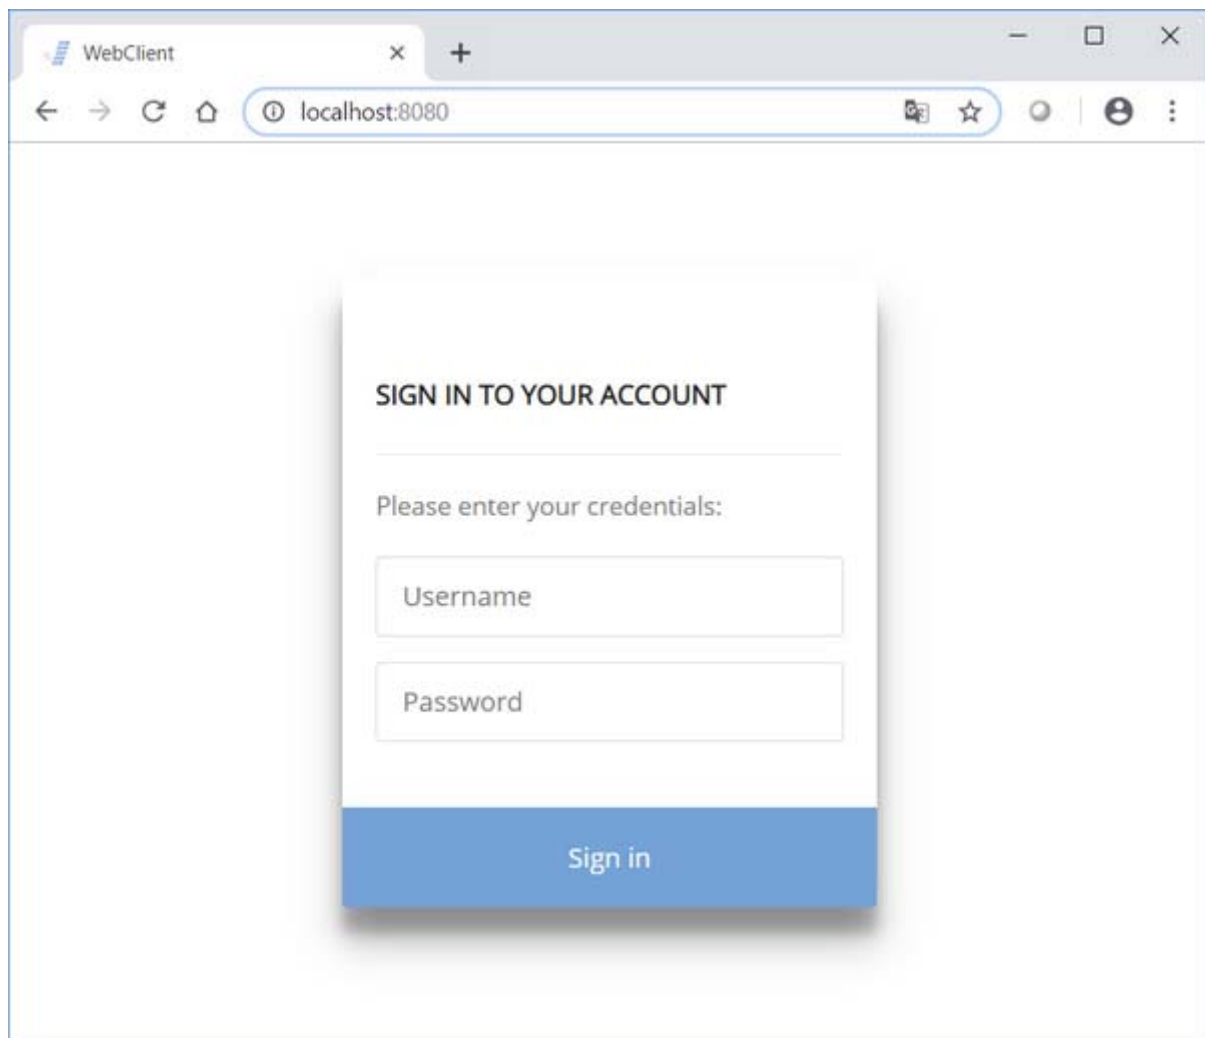 WebClient
localhost:8080
SIGN IN TO YOUR ACCOUNT
Please enter your credentials:
Username
Password
Sign in